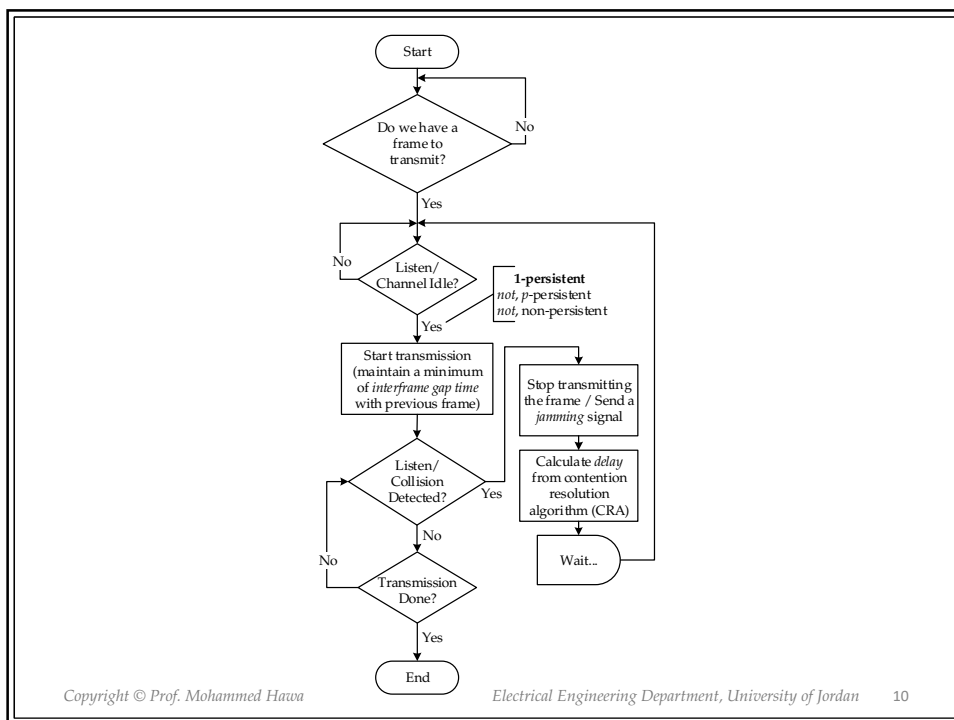 Start
Do we have a
frame to
transmit?
No
Yes
No
Listen/
Channel Idle?
1-persistent
not, p-persistent
not, non-persistent
Yes
Start transmission
(maintain a minimum
of interframe gap time
with previous frame)
Stop transmitting
the frame / Send a
jamming signal
Listen/
Collision
Detected?
Yes
Calculate delay
from contention
resolution
algorithm (CRA)
No
No
Wait...
Transmission
Done?
Yes
End
Copyright © Prof. Mohammed Hawa
Electrical Engineering Department, University of Jordan
10